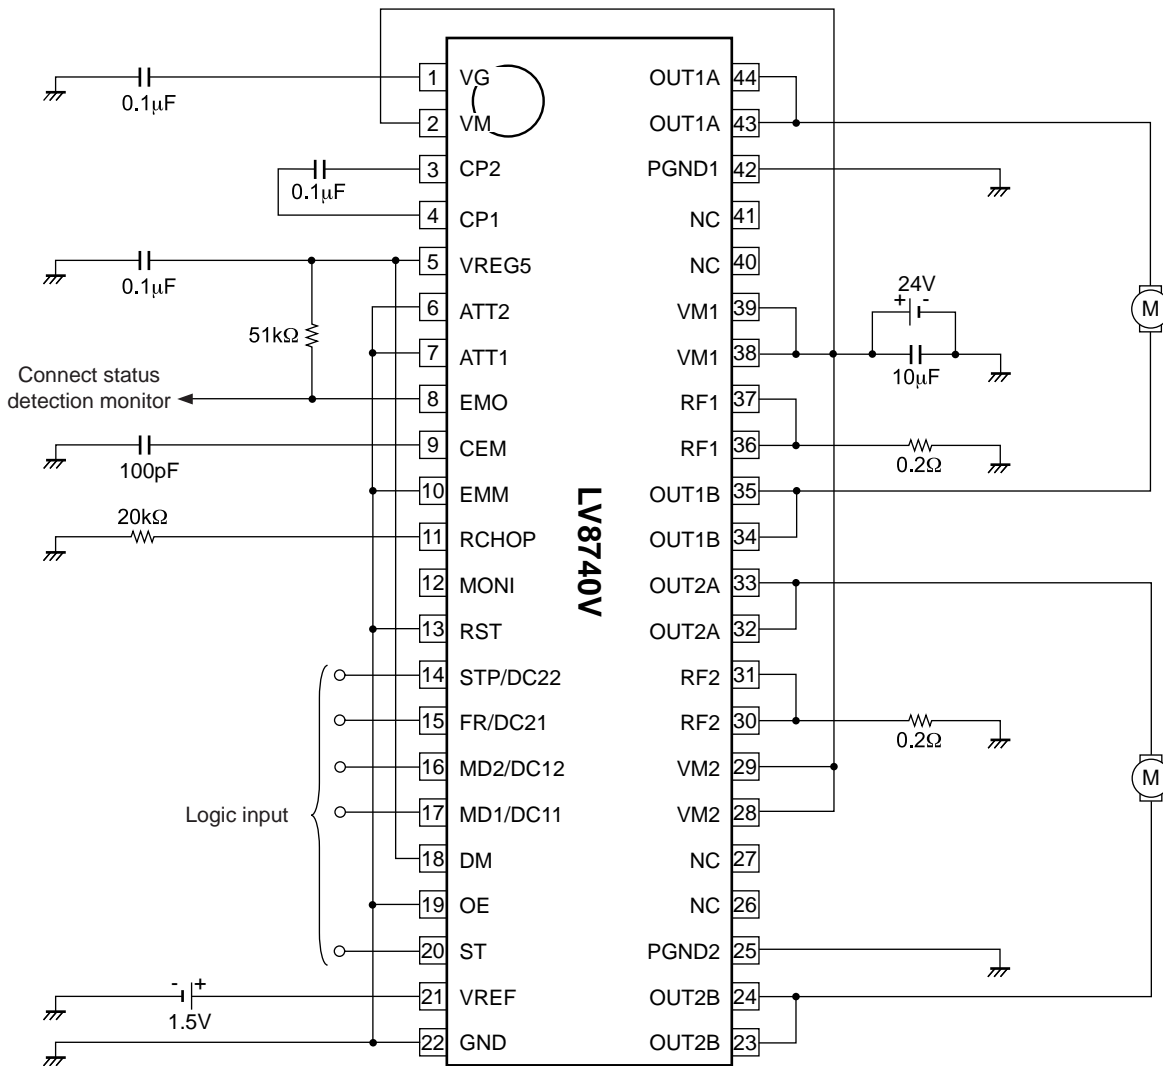 1 VG
0.1µF
2 VM
3 CP2
0.1µF
4 CP1
5 VREG5
0.1µF
6 ATT2
51kΩ
7 ATT1
Connect status
detection monitor
8 EMO
9 CEM
100pF
10 EMM
20kΩ
11 RCHOP
12 MONI
13 RST
14 STP/DC22
15 FR/DC21
16 MD2/DC12
Logic input
17 MD1/DC11
18 DM
19 OE
20 ST
- +
21 VREF
1.5V
22 GND
LV8740V
OUT1A 44
OUT1A 43
PGND1 42
NC 41
NC 40
24V
+ -
VM1 39
M
VM1 38
10µF
RF1 37
RF1 36
0.2Ω
OUT1B 35
OUT1B 34
OUT2A 33
OUT2A 32
RF2 31
RF2 30
0.2Ω
VM2 29
M
VM2 28
NC 27
NC 26
PGND2 25
OUT2B 24
OUT2B 23